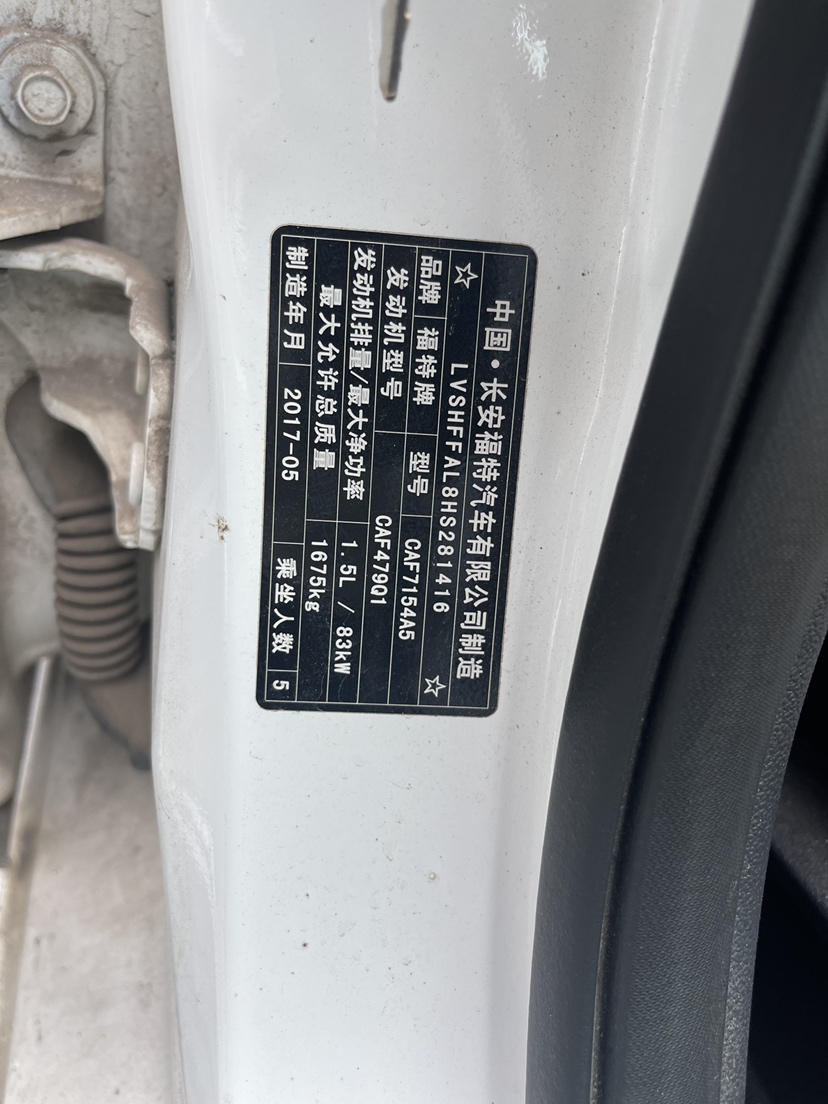 中国·长安福特汽车有限公司制造
☆ LVSHFFAL8HS281416 ☆
品牌 福特牌 型号 CAF7154A5
发动机型号 CAF479Q1
发动机排量/最大净功率 1.5L / 83kW
最大允许总质量 1675kg
制造年月 2017-05 乘坐人数 5